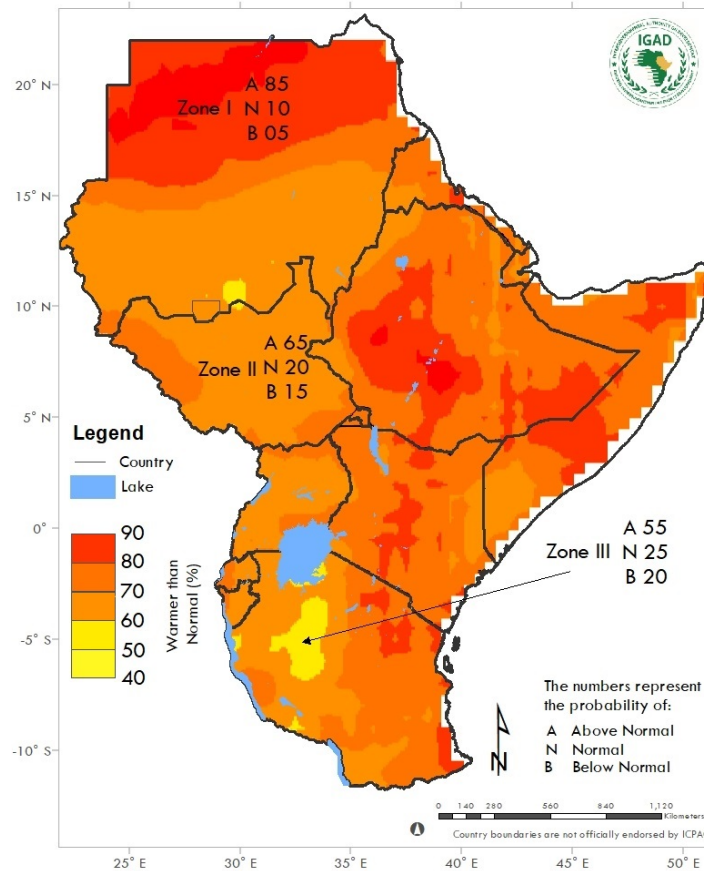 IGAD
20° N
15° N
10° N
5° N
0°
-5° S
-10° S
A 85
Zone I N 10
B 05
A 65
Zone II N 20
B 15
A 55
Zone III N 25
B 20
Legend
Country
Lake
90
80
70
60
50
40
Warmer than
Normal (%)
The numbers represent
the probability of:
A Above Normal
N Normal
B Below Normal
N
0 140 280 560 840 1,120
Kilometers
Country boundaries are not officially endorsed by ICPA
25° E 30° E 35° E 40° E 45° E 50° E